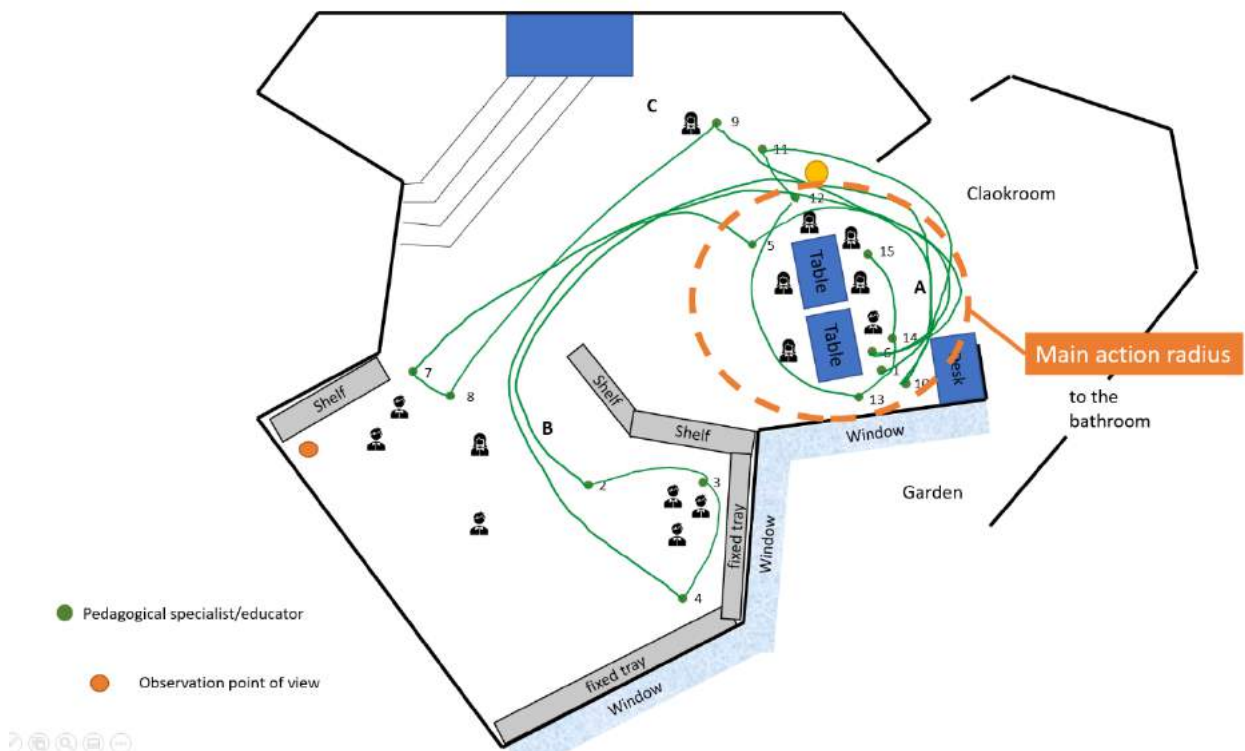 C
9
11
Claokroom
12
5
15
Table
A
Table
14
6
1
10
Desk
13
Main action radius
to the
bathroom
7
8
Shelf
Shelf
Shelf
B
Window
2
3
Garden
fixed tray
Window
4
fixed tray
Window
Pedagogical specialist/educator
Observation point of view